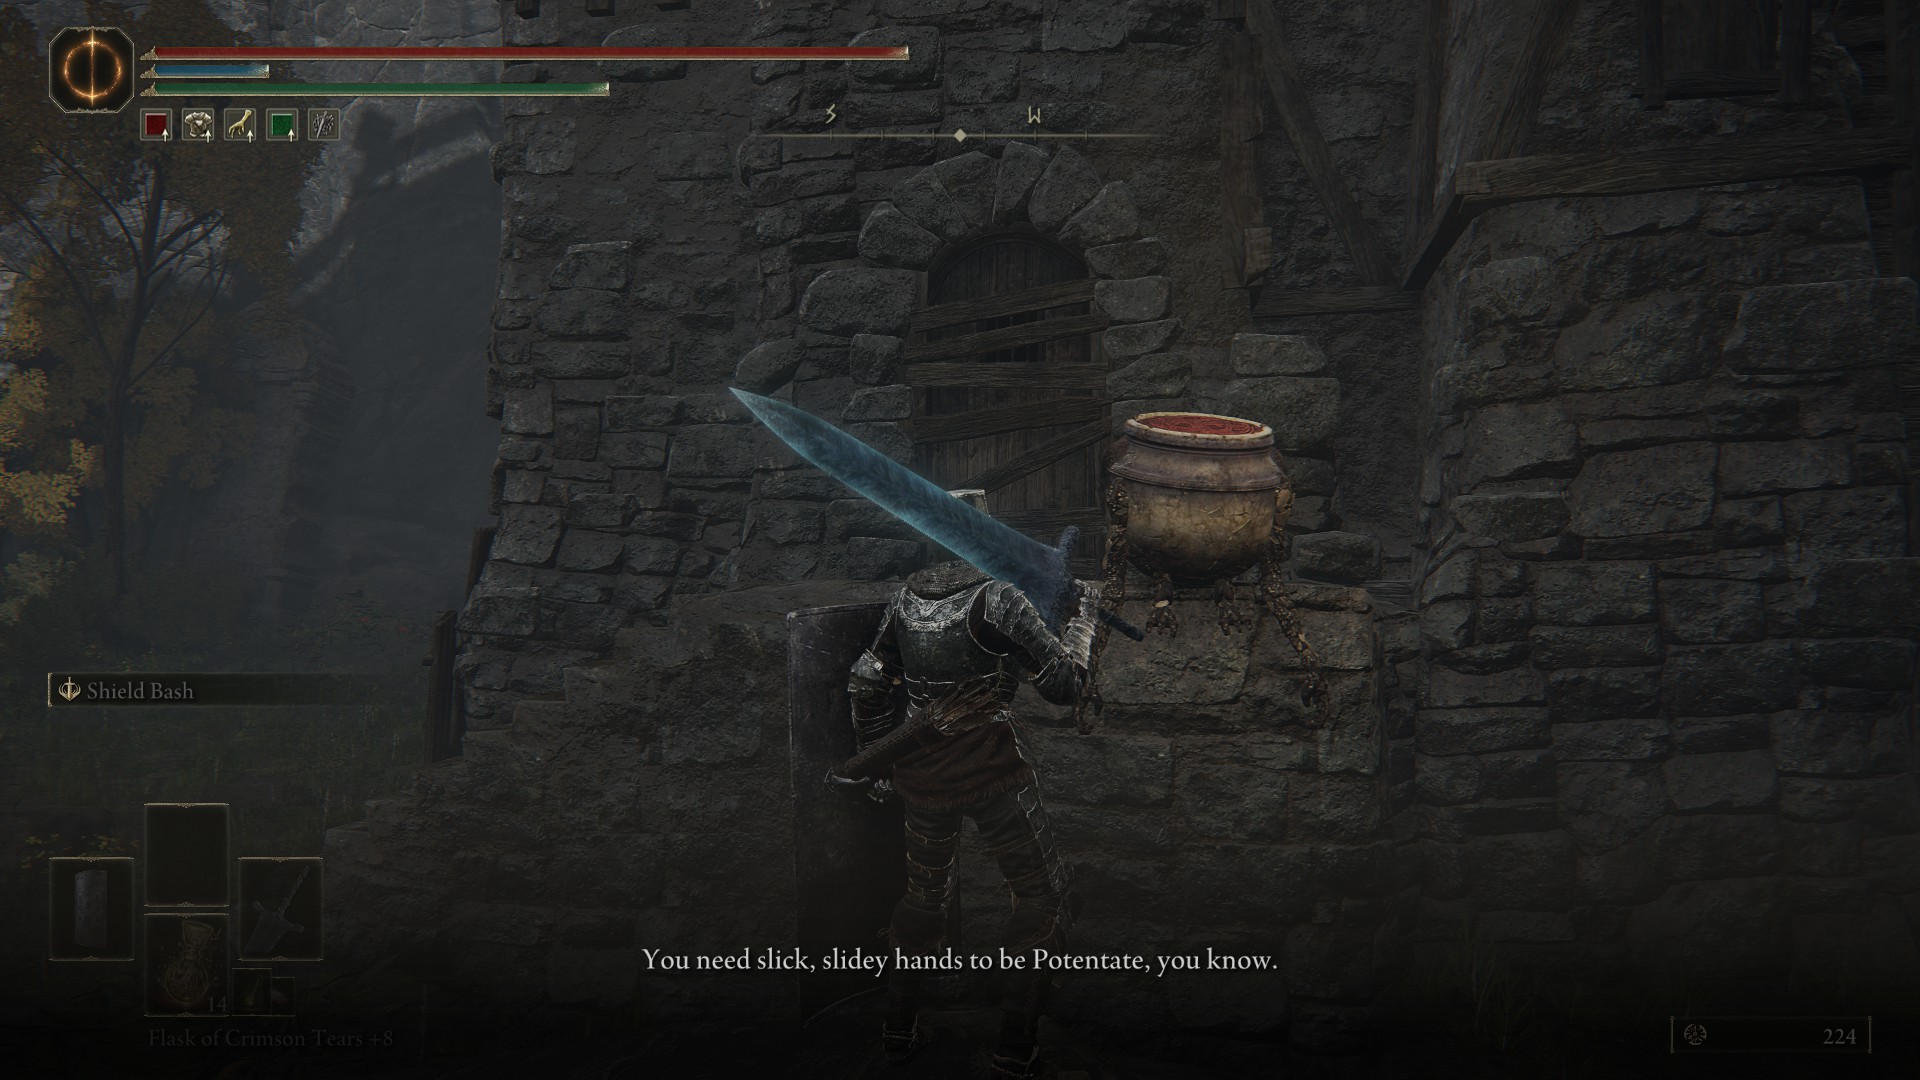 S
W
Shield Bash
You need slick, slidey hands to be Potentate, you know.
14
Flask of Crimson Tears +8
224